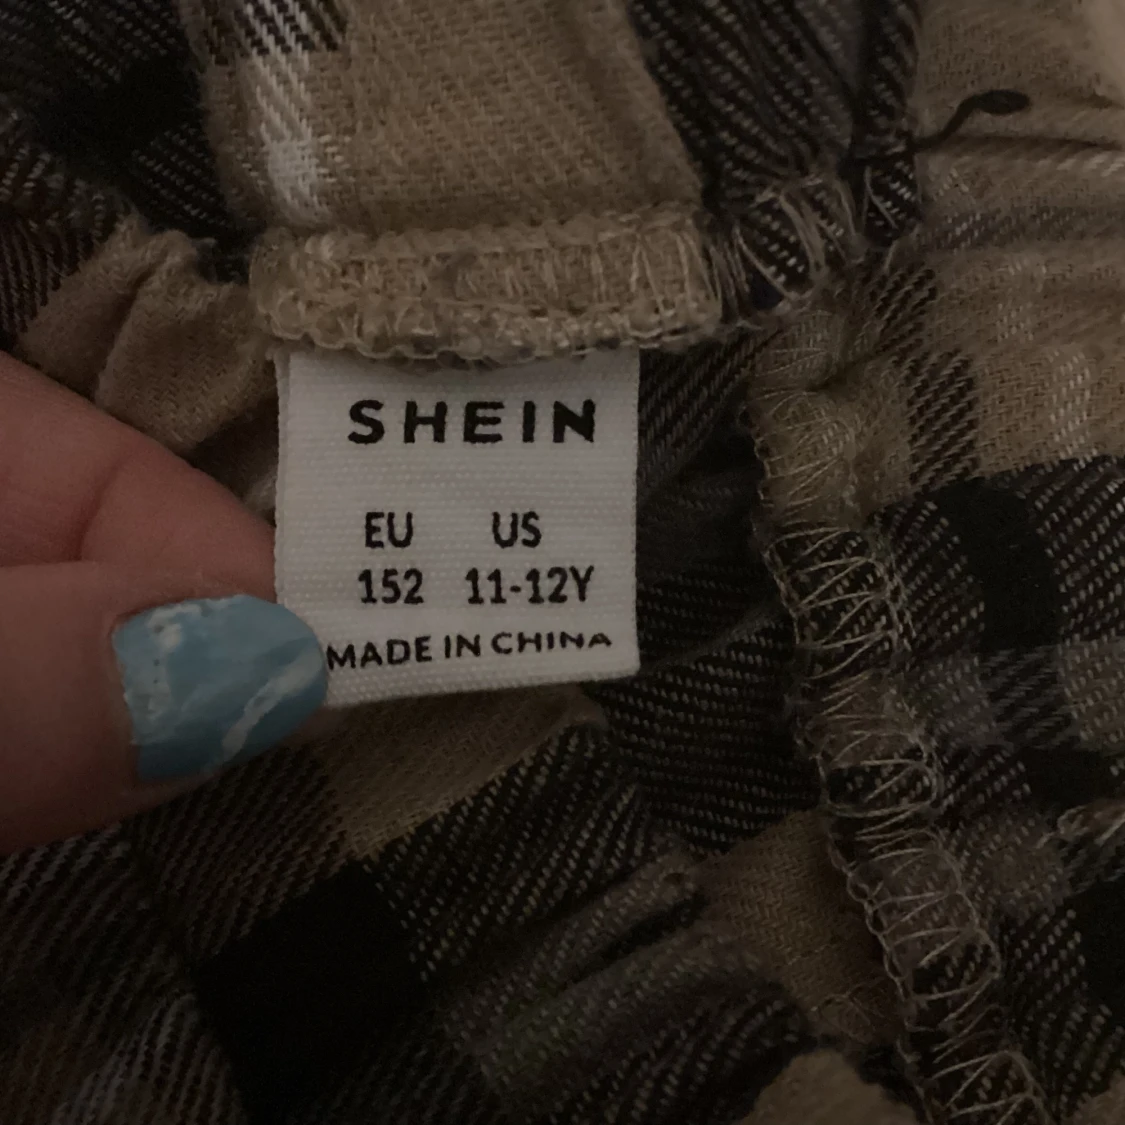 SHEIN
EU US
152 11-12Y
MADE IN CHINA